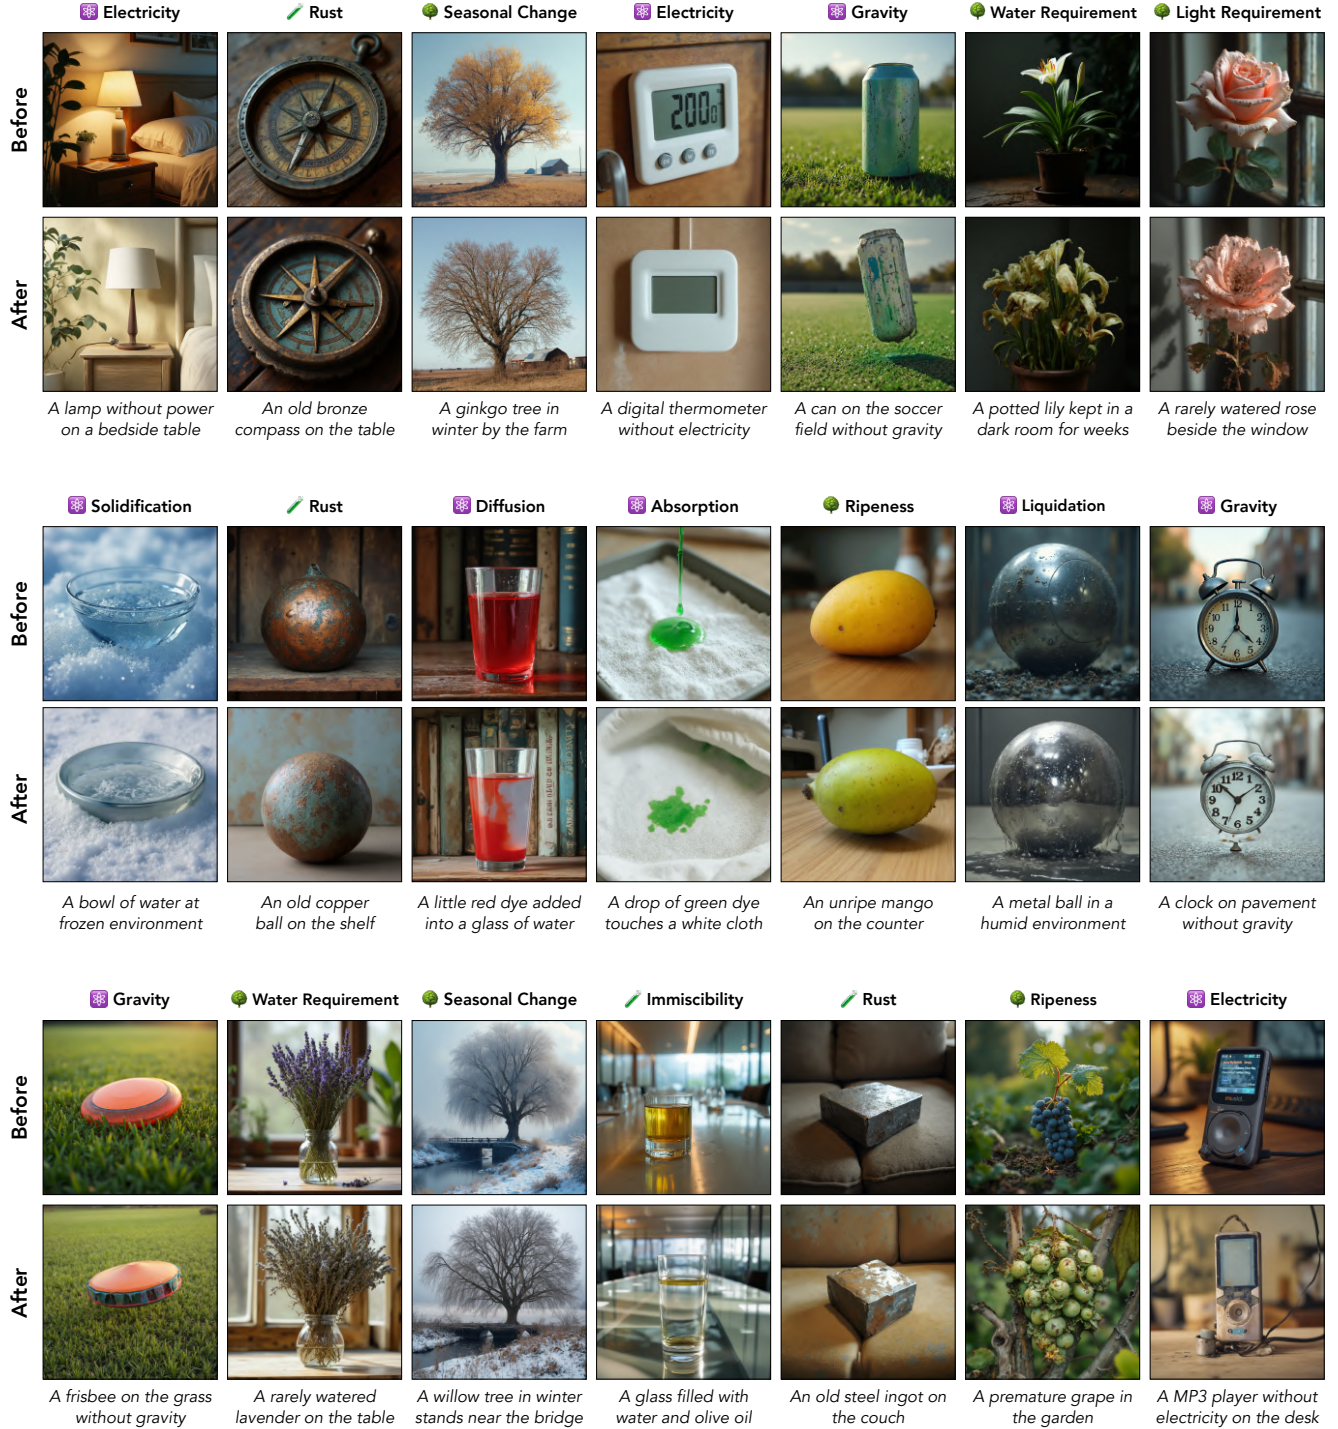 Electricity
Rust
Seasonal Change
Electricity
Gravity
Water Requirement
Light Requirement
Before
200
After
A lamp without power
on a bedside table
An old bronze
compass on the table
A ginkgo tree in
winter by the farm
A digital thermometer
without electricity
A can on the soccer
field without gravity
A potted lily kept in a
dark room for weeks
A rarely watered rose
beside the window
Solidification
Rust
Diffusion
Absorption
Ripeness
Liquidation
Gravity
Before
After
A bowl of water at
frozen environment
An old copper
ball on the shelf
A little red dye added
into a glass of water
A drop of green dye
touches a white cloth
An unripe mango
on the counter
A metal ball in a
humid environment
A clock on pavement
without gravity
Gravity
Water Requirement
Seasonal Change
Immiscibility
Rust
Ripeness
Electricity
Before
After
A frisbee on the grass
without gravity
A rarely watered
lavender on the table
A willow tree in winter
stands near the bridge
A glass filled with
water and olive oil
An old steel ingot on
the couch
A premature grape in
the garden
A MP3 player without
electricity on the desk